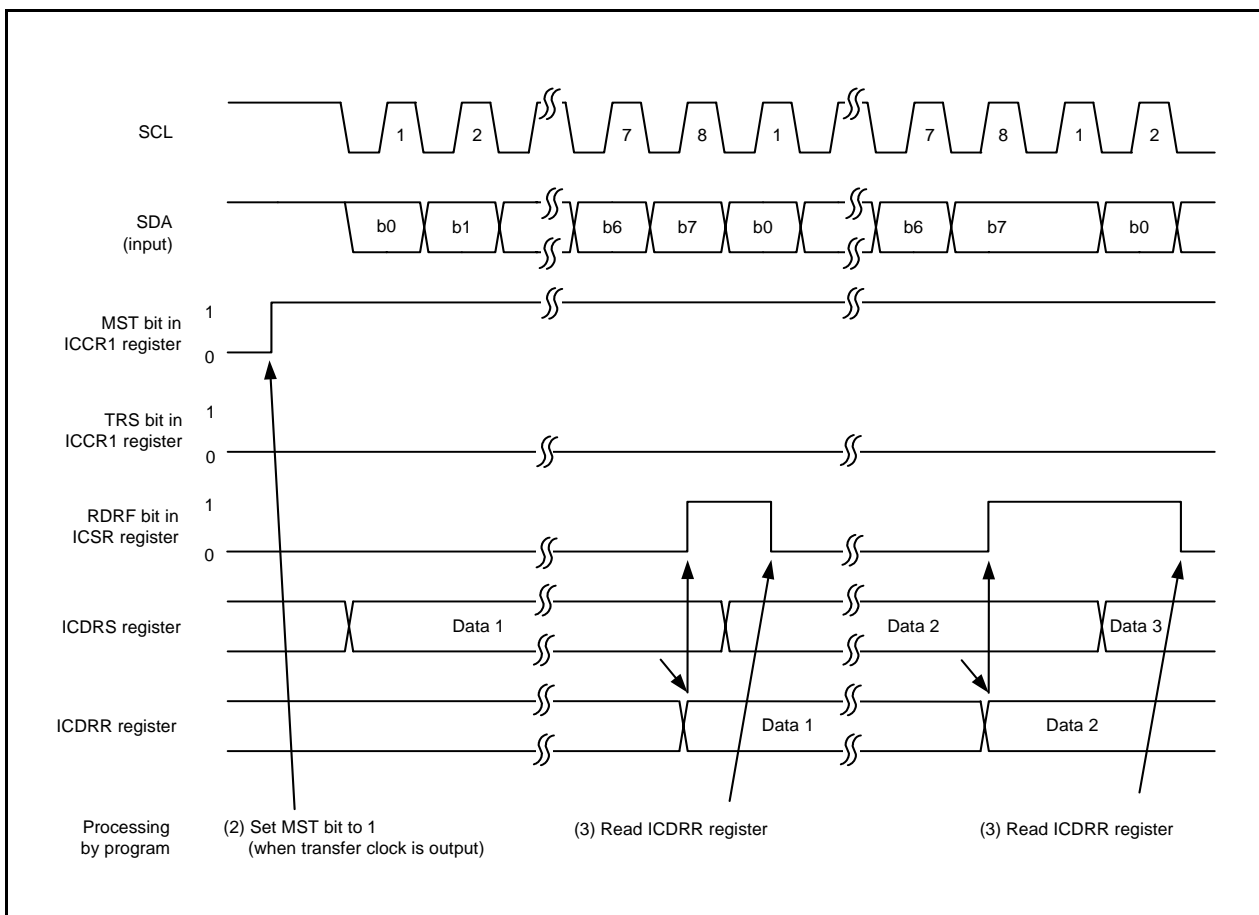 SCL
1 2 7 8 1 7 8 1 2
SDA
(input)
b0 b1 b6 b7 b0 b6 b7 b0
MST bit in
ICCR1 register
1
0
TRS bit in
ICCR1 register
1
0
RDRF bit in
ICSR register
1
0
ICDRS register
Data 1 Data 2 Data 3
ICDRR register
Data 1 Data 2
Processing
by program
(2) Set MST bit to 1
(when transfer clock is output)
(3) Read ICDRR register
(3) Read ICDRR register